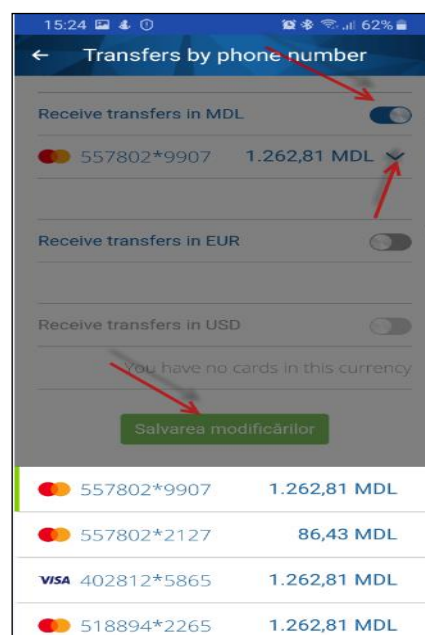 15:24 62%
Transfers by phone number
Receive transfers in MDL
557802*9907 1.262,81 MDL
Receive transfers in EUR
Receive transfers in USD
You have no cards in this currency
Salvarea modificărilor
557802*9907 1.262,81 MDL
557802*2127 86,43 MDL
VISA 402812*5865 1.262,81 MDL
518894*2265 1.262,81 MDL